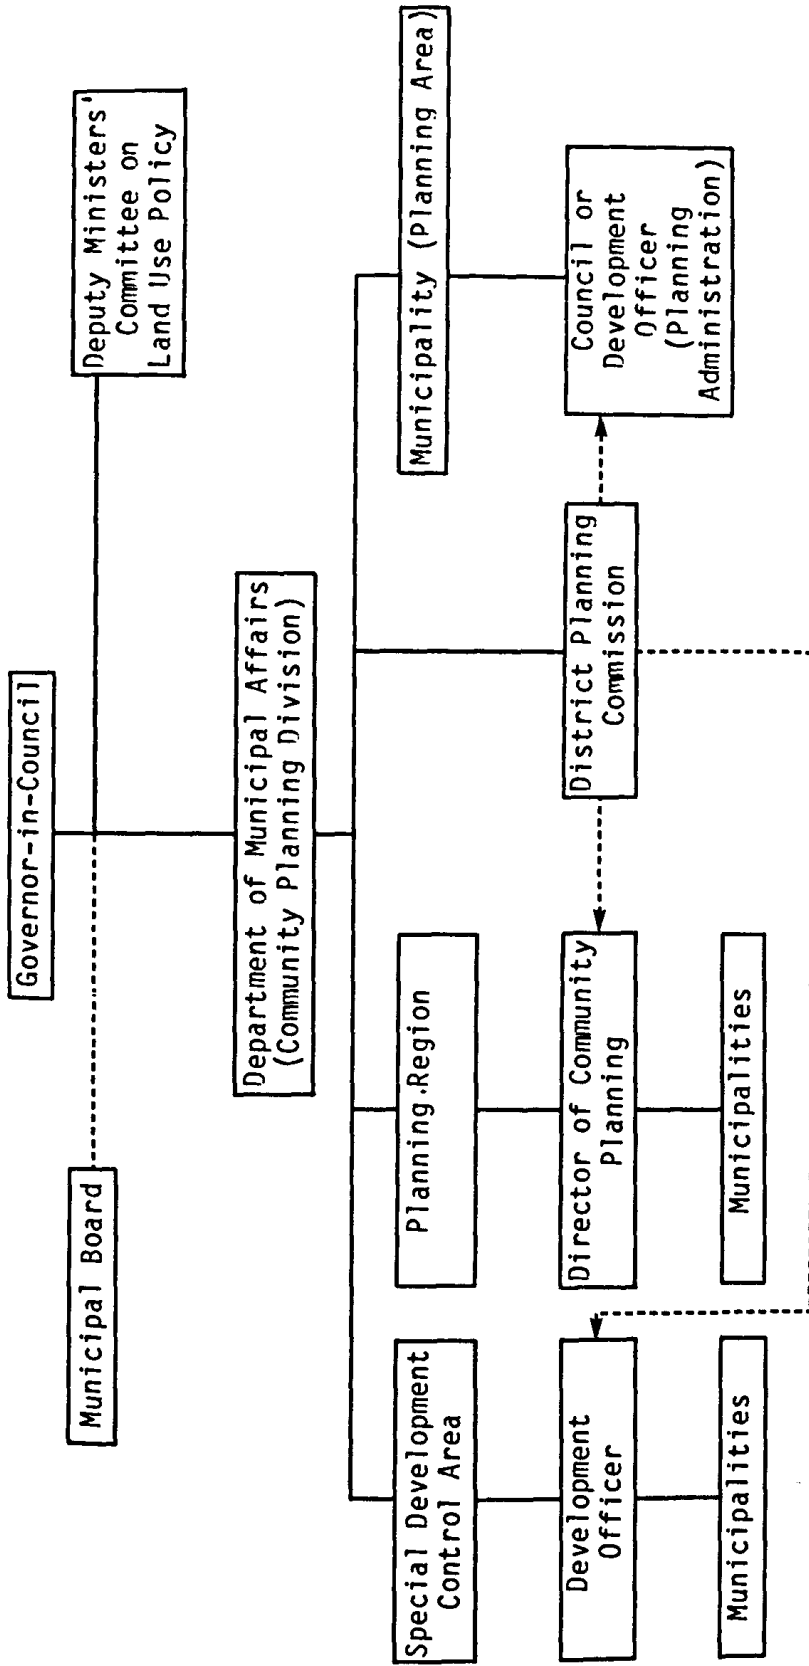 Governor-in-Council
Municipal Board
Deputy Ministers'
Committee on
Land Use Policy
Department of Municipal Affairs
(Community Planning Division)
Special Development
Control Area
Planning Region
Municipality (Planning Area)
Development
Officer
Director of Community
Planning
District Planning
Commission
Council or
Development
Officer
(Planning
Administration)
Municipalities
Municipalities